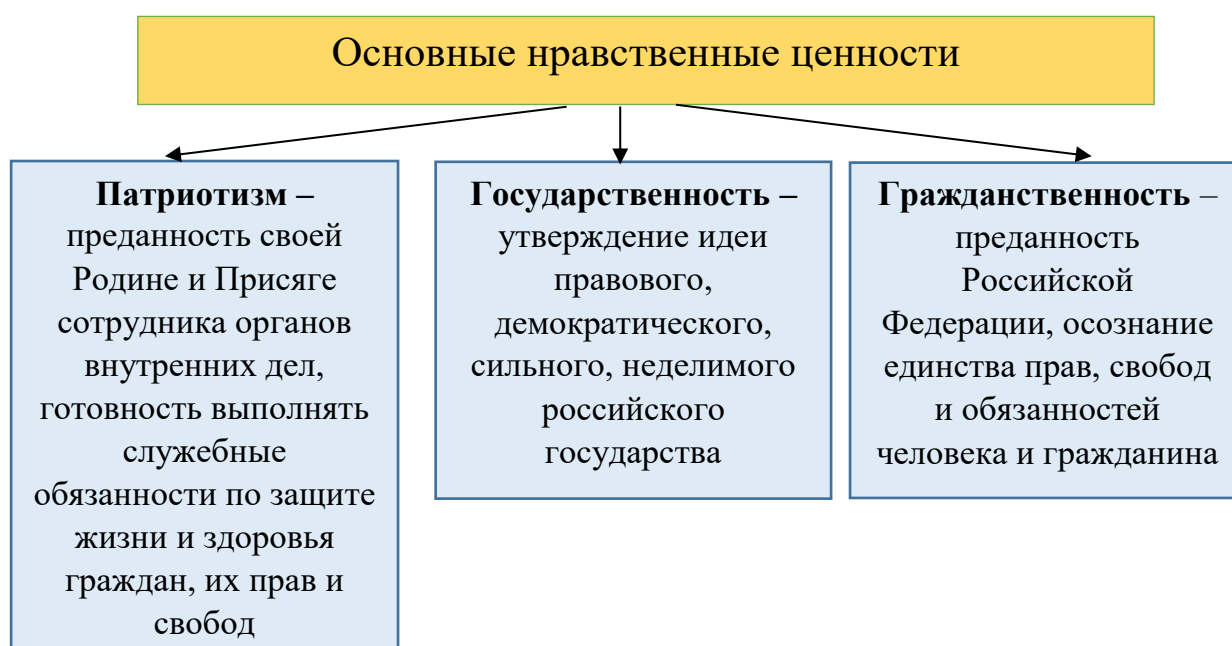 Основные нравственные ценности
Патриотизм –
преданность своей
Родине и Присяге
сотрудника органов
внутренних дел,
готовность выполнять
служебные
обязанности по защите
жизни и здоровья
граждан, их прав и
свобод
Государственность –
утверждение идеи
правового,
демократического,
сильного, неделимого
российского
государства
Гражданственность –
преданность
Российской
Федерации, осознание
единства прав, свобод
и обязанностей
человека и гражданина